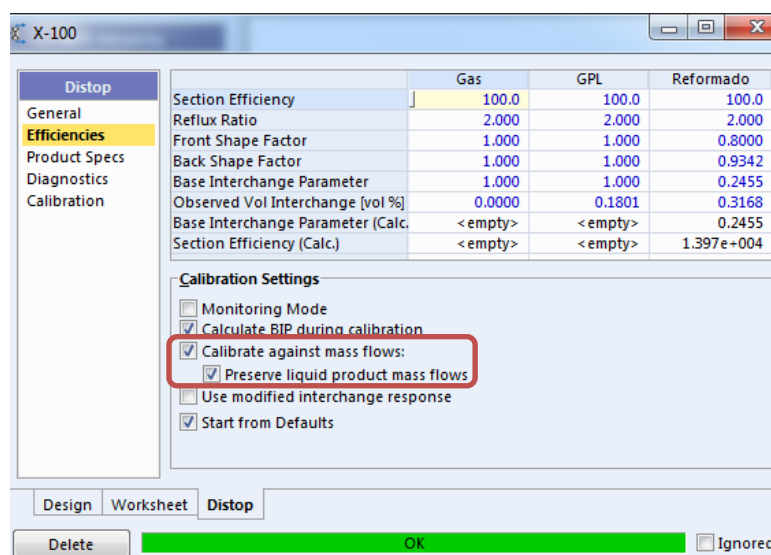 X-100
Distop
General
Efficiencies
Product Specs
Diagnostics
Calibration
Gas GPL Reformado
Section Efficiency 100.0 100.0 100.0
Reflux Ratio 2.000 2.000 2.000
Front Shape Factor 1.000 1.000 0.8000
Back Shape Factor 1.000 1.000 0.9342
Base Interchange Parameter 1.000 1.000 0.2455
Observed Vol Interchange [vol %] 0.0000 0.1801 0.3168
Base Interchange Parameter (Calc. <empty> <empty> 0.2455
Section Efficiency (Calc.) <empty> <empty> 1.397e+004
Calibration Settings
Monitoring Mode
Calculate BIP during calibration
Calibrate against mass flows:
Preserve liquid product mass flows
Use modified interchange response
Start from Defaults
Design Worksheet Distop
Delete OK Ignored